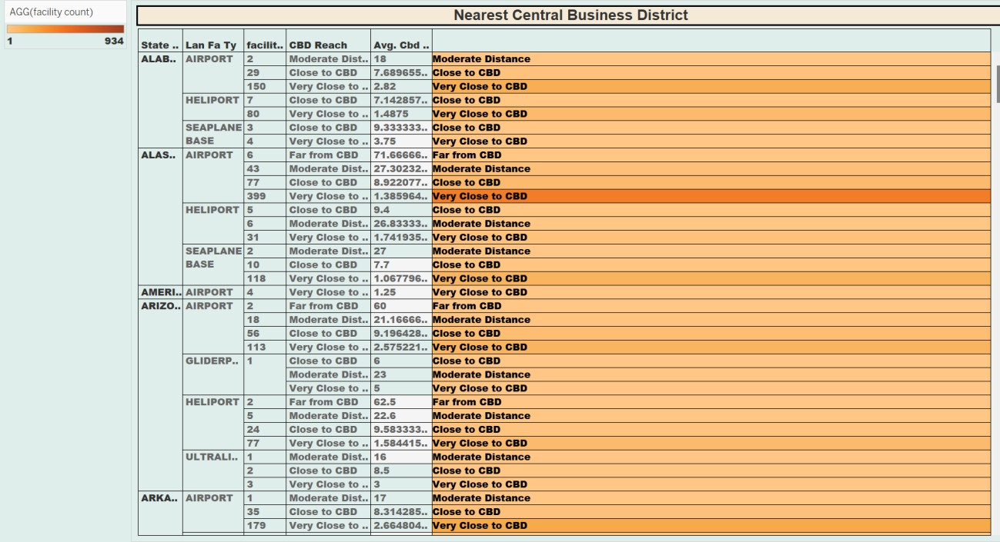 AGG(facility count)
1 934
Nearest Central Business District
State .. Lan Fa Ty facilit.. CBD Reach Avg. Cbd ..
ALAB.. AIRPORT 2 Moderate Dist.. 18 Moderate Distance
29 Close to CBD 7.689655.. Close to CBD
150 Very Close to .. 2.82 Very Close to CBD
HELIPORT 7 Close to CBD 7.142857.. Close to CBD
80 Very Close to .. 1.4875 Very Close to CBD
SEAPLANE 3 Close to CBD 9.333333.. Close to CBD
BASE 4 Very Close to .. 3.75 Very Close to CBD
ALAS.. AIRPORT 6 Far from CBD 71.66666.. Far from CBD
43 Moderate Dist.. 27.30232.. Moderate Distance
77 Close to CBD 8.922077.. Close to CBD
399 Very Close to .. 1.385964.. Very Close to CBD
HELIPORT 5 Close to CBD 9.4 Close to CBD
6 Moderate Dist.. 26.83333.. Moderate Distance
31 Very Close to .. 1.741935.. Very Close to CBD
SEAPLANE 2 Moderate Dist.. 27 Moderate Distance
BASE 10 Close to CBD 7.7 Close to CBD
118 Very Close to .. 1.067796.. Very Close to CBD
AMERI.. AIRPORT 4 Very Close to .. 1.25 Very Close to CBD
ARIZO.. AIRPORT 2 Far from CBD 60 Far from CBD
18 Moderate Dist.. 21.16666.. Moderate Distance
56 Close to CBD 9.196428.. Close to CBD
113 Very Close to .. 2.575221.. Very Close to CBD
GLIDERP.. 1 Close to CBD 6 Close to CBD
Moderate Dist.. 23 Moderate Distance
Very Close to .. 5 Very Close to CBD
HELIPORT 2 Far from CBD 62.5 Far from CBD
5 Moderate Dist.. 22.6 Moderate Distance
24 Close to CBD 9.583333.. Close to CBD
77 Very Close to .. 1.584415.. Very Close to CBD
ULTRALI.. 1 Moderate Dist.. 16 Moderate Distance
2 Close to CBD 8.5 Close to CBD
3 Very Close to .. 3 Very Close to CBD
ARKA.. AIRPORT 1 Moderate Dist.. 17 Moderate Distance
35 Close to CBD 8.314285.. Close to CBD
179 Very Close to .. 2.664804.. Very Close to CBD